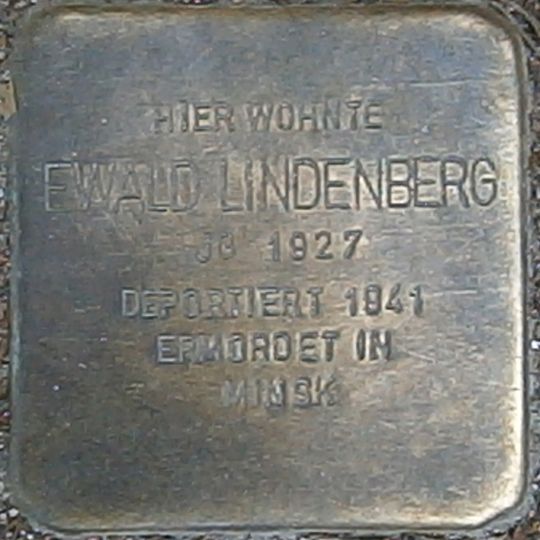 HIER WOHNTE
EWALD LINDENBERG
JG 1927
DEPORTIERT 1941
ERMORDET IN
MINSK